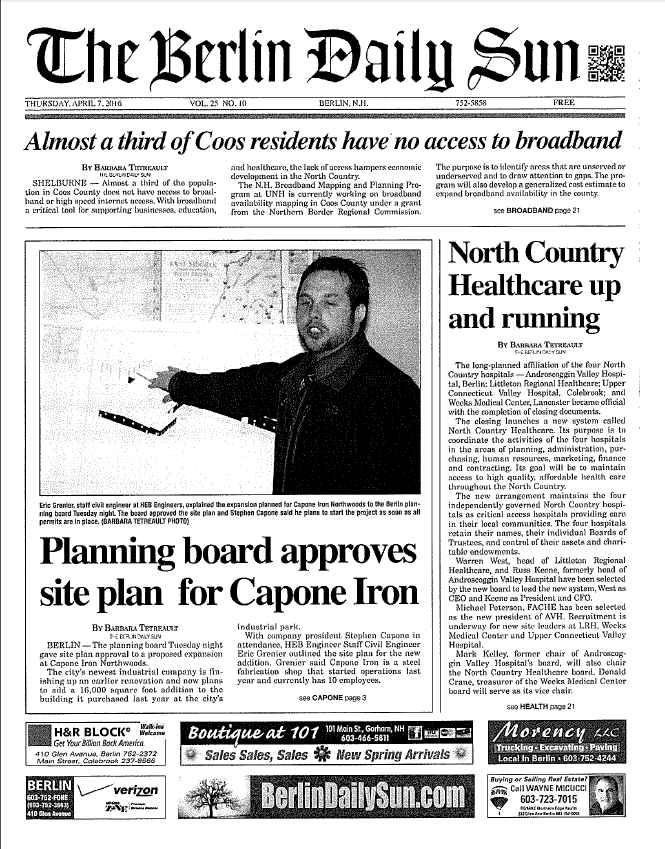 The Berlin Daily Sun
THURSDAY, APRIL 7, 2016 VOL. 25 NO. 10 BERLIN, N.H. 752-5858 FREE
Almost a third of Coos residents have no access to broadband
BY BARBARA TETREAULT
THE BERLIN DAILY SUN
SHELBURNE — Almost a third of the popula-
tion in Coos County does not have access to broad-
band or high speed internet access. With broadband
a critical tool for supporting businesses, education,
and healthcare, the lack of access hampers economic
development in the North Country.
The N.H. Broadband Mapping and Planning Pro-
gram at UNH is currently working on broadband
availability mapping in Coos County under a grant
from the Northern Border Regional Commission.
The purpose is to identify areas that are unserved or
underserved and to draw attention to gaps. The pro-
gram will also develop a generalized cost estimate to
expand broadband availability in the county.
see BROADBAND page 21
Eric Grenier, staff civil engineer at HEB Engineers, explained the expansion planned for Capone Iron Northwoods to the Berlin plan-
ning board Tuesday night. The board approved the site plan and Stephen Capone said he plans to start the project as soon as all
permits are in place. (BARBARA TETREAULT PHOTO)
Planning board approves
site plan for Capone Iron
BY BARBARA TETREAULT
THE BERLIN DAILY SUN
BERLIN — The planning board Tuesday night
gave site plan approval to a proposed expansion
at Capone Iron Northwoods.
The city's newest industrial company is fin-
ishing up an earlier renovation and now plans
to add a 16,000 square foot addition to the
building it purchased last year at the city's
industrial park.
With company president Stephen Capone in
attendance, HEB Engineer Staff Civil Engineer
Eric Grenier outlined the site plan for the new
addition. Grenier said Capone Iron is a steel
fabrication shop that started operations last
year and currently has 10 employees.
see CAPONE page 3
North Country
Healthcare up
and running
BY BARBARA TETREAULT
THE BERLIN DAILY SUN
The long-planned affiliation of the four North
Country hospitals — Androscoggin Valley Hospi-
tal, Berlin; Littleton Regional Healthcare; Upper
Connecticut Valley Hospital, Colebrook; and
Weeks Medical Center, Lancaster became official
with the completion of closing documents.
The closing launches a new system called
North Country Healthcare. Its purpose is to
coordinate the activities of the four hospitals
in the areas of planning, administration, pur-
chasing, human resources, marketing, finance
and contracting. Its goal will be to maintain
access to high quality, affordable health care
throughout the North Country.
The new arrangement maintains the four
independently governed North Country hospi-
tals as critical access hospitals providing care
in their local communities. The four hospitals
retain their names, their individual Boards of
Trustees, and control of their assets and chari-
table endowments.
Warren West, head of Littleton Regional
Healthcare, and Russ Keene, formerly head of
Androscoggin Valley Hospital have been selected
by the new board to lead the new system, West as
CEO and Keene as President and CFO.
Michael Peterson, FACHE has been selected
as the new president of AVH. Recruitment is
underway for new site leaders at LRH, Weeks
Medical Center and Upper Connecticut Valley
Hospital.
Mark Kelley, former chair of Androscog-
gin Valley Hospital's board, will also chair
the North Country Healthcare board. Donald
Crane, treasurer of the Weeks Medical Center
board will serve as its vice chair.
see HEALTH page 21
H&R BLOCK® Walk-ins
Welcome
Get Your Billion Back America.
410 Glen Avenue, Berlin 752-2372
Main Street, Colebrook 237-8566
Boutique at 101 101 Main St., Gorham, NH
603-466-5811
Sales Sales, Sales New Spring Arrivals
Morency LLC
Trucking - Excavating - Paving
Local in Berlin • 603-752-4244
BERLIN
603-752-FONE
(603-752-3663)
410 Glen Avenue
verizon
BerlinDailySun.com
Buying or Selling Real Estate?
Call WAYNE MICUCCI
603-723-7015